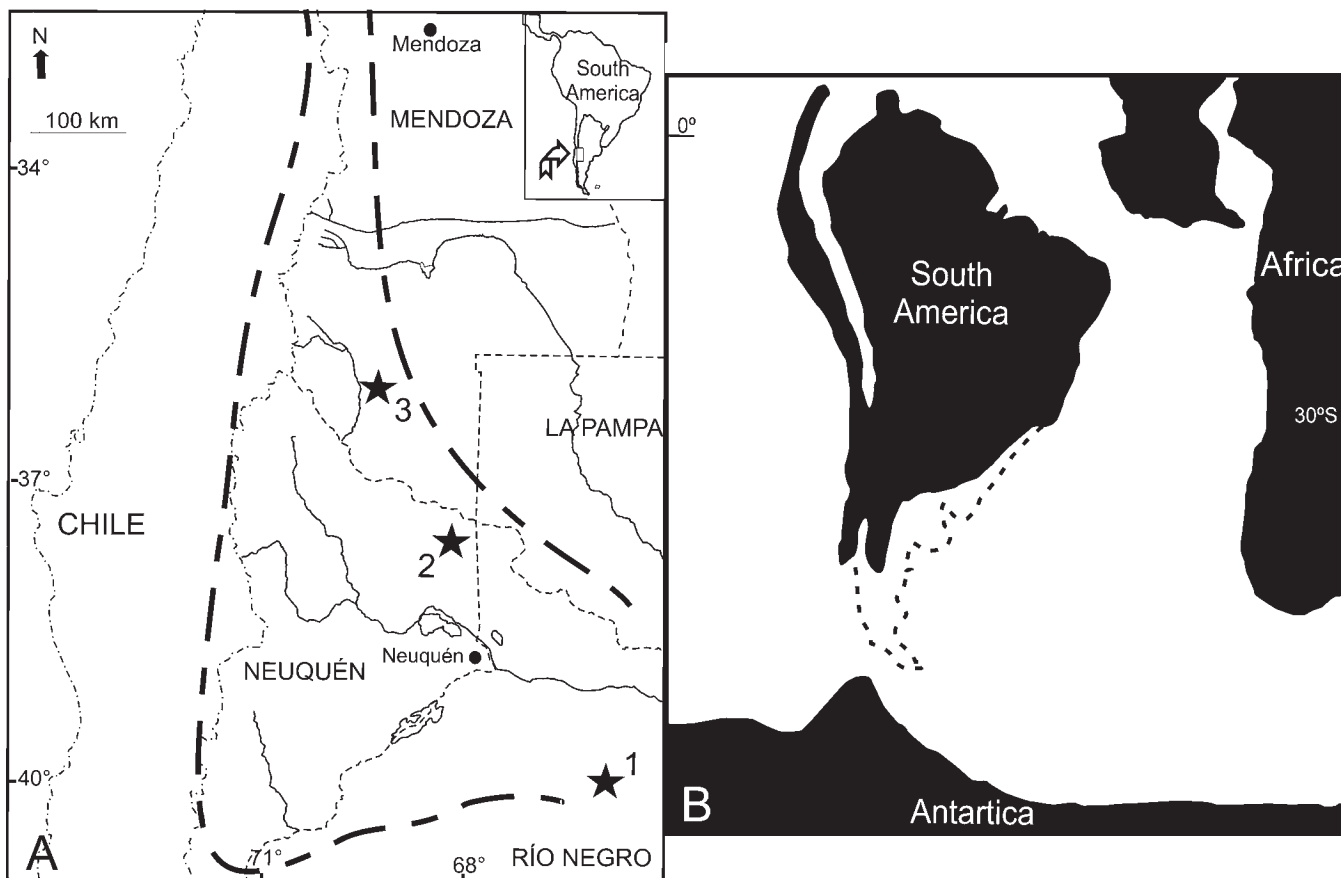 N
100 km
Mendoza
MENDOZA
South
America
-34°
3
LA PAMPA
-37°
CHILE
2
Neuquén
NEUQUÉN
1
-40°
A
71°
68°
RÍO NEGRO
0º
South
America
Africa
30ºS
B
Antartica